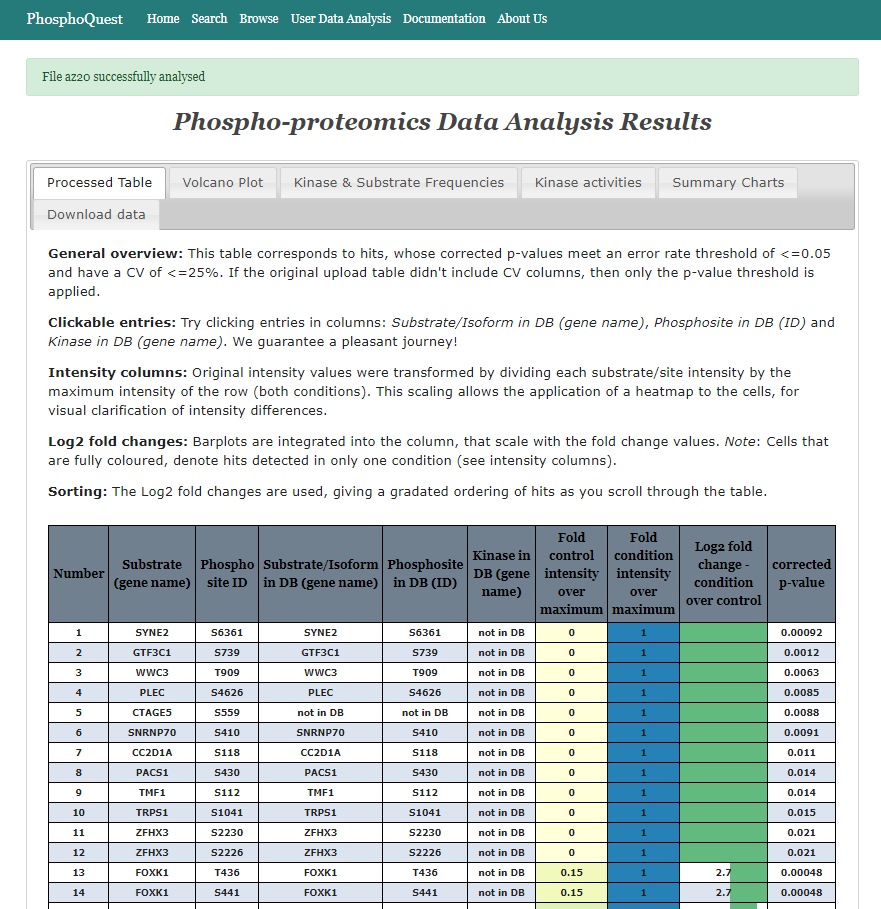 PhosphoQuest Home Search Browse User Data Analysis Documentation About Us
File az20 successfully analysed
Phospho-proteomics Data Analysis Results
Processed Table Volcano Plot Kinase & Substrate Frequencies Kinase activities Summary Charts
Download data
General overview: This table corresponds to hits, whose corrected p-values meet an error rate threshold of <=0.05
and have a CV of <=25%. If the original upload table didn't include CV columns, then only the p-value threshold is
applied.
Clickable entries: Try clicking entries in columns: Substrate/Isoform in DB (gene name), Phosphosite in DB (ID) and
Kinase in DB (gene name). We guarantee a pleasant journey!
Intensity columns: Original intensity values were transformed by dividing each substrate/site intensity by the
maximum intensity of the row (both conditions). This scaling allows the application of a heatmap to the cells, for
visual clarification of intensity differences.
Log2 fold changes: Barplots are integrated into the column, that scale with the fold change values. Note: Cells that
are fully coloured, denote hits detected in only one condition (see intensity columns).
Sorting: The Log2 fold changes are used, giving a gradated ordering of hits as you scroll through the table.
Number
Substrate
(gene name)
Phospho
site ID
Substrate/Isoform
in DB (gene name)
Phosphosite
in DB (ID)
Kinase in
DB (gene
name)
Fold
control
intensity
over
maximum
Fold
condition
intensity
over
maximum
Log2 fold
change -
condition
over control
corrected
p-value
1 SYNE2 S6361 SYNE2 S6361 not in DB 0 1 0.00092
2 GTF3C1 S739 GTF3C1 S739 not in DB 0 1 0.0012
3 WWC3 T909 WWC3 T909 not in DB 0 1 0.0063
4 PLEC S4626 PLEC S4626 not in DB 0 1 0.0085
5 CTAGE5 S559 not in DB not in DB not in DB 0 1 0.0088
6 SNRNP70 S410 SNRNP70 S410 not in DB 0 1 0.0091
7 CC2D1A S118 CC2D1A S118 not in DB 0 1 0.011
8 PACS1 S430 PACS1 S430 not in DB 0 1 0.014
9 TMF1 S112 TMF1 S112 not in DB 0 1 0.014
10 TRPS1 S1041 TRPS1 S1041 not in DB 0 1 0.015
11 ZFHX3 S2230 ZFHX3 S2230 not in DB 0 1 0.021
12 ZFHX3 S2226 ZFHX3 S2226 not in DB 0 1 0.021
13 FOXK1 T436 FOXK1 T436 not in DB 0.15 1 2.7 0.00048
14 FOXK1 S441 FOXK1 S441 not in DB 0.15 1 2.7 0.00048